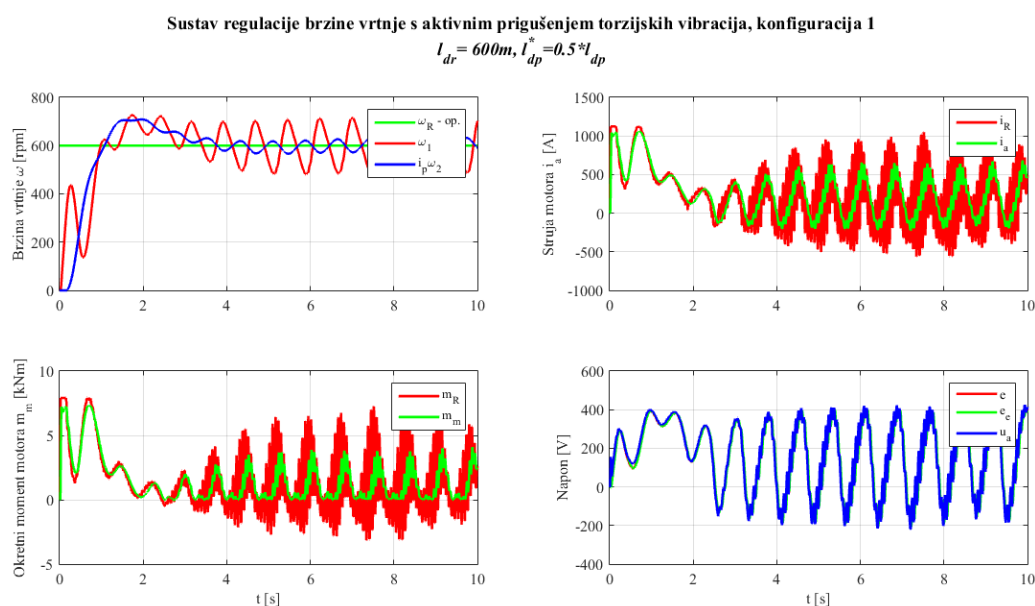 Sustav regulacije brzine vrtnje s aktivnim prigušenjem torzijskih vibracija, konfiguracija 1
l_dr = 600m, l*_dp=0.5*l_dp
800
600
400
200
0
0 2 4 6 8 10
Brzina vrtnje ω [rpm]
ω_R - op.
ω_1
i_pω_2
1500
1000
500
0
-500
-1000
0 2 4 6 8 10
Struja motora i_a [A]
i_R
i_a
10
5
0
-5
0 2 4 6 8 10
Okretni moment motora m_m [kNm]
t [s]
m_R
m_m
600
400
200
0
-200
-400
0 2 4 6 8 10
Napon [V]
t [s]
e
e_e
u_a